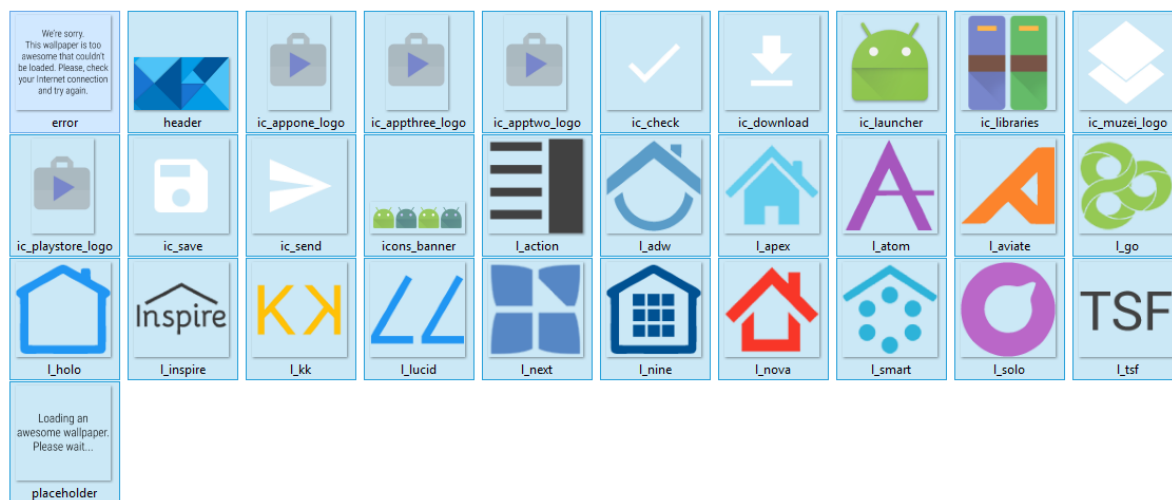 We're sorry.
This wallpaper is too
awesome that couldn't
be loaded. Please, check
your Internet connection
and try again.
error
header
ic_appone_logo
ic_appthree_logo
ic_apptwo_logo
ic_check
ic_download
ic_launcher
ic_libraries
ic_muzei_logo
ic_playstore_logo
ic_save
ic_send
icons_banner
l_action
l_adw
l_apex
l_atom
l_aviate
l_go
l_holo
Inspire
l_inspire
KK
l_kk
l_lucid
l_next
l_nine
l_nova
l_smart
l_solo
TSF
l_tsf
Loading an
awesome wallpaper.
Please wait...
placeholder